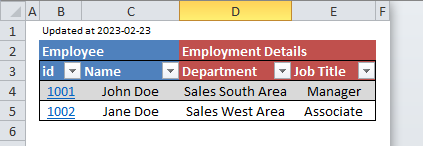 A B C D E F
1 Updated at 2023-02-23
2 Employee Employment Details
3 id Name Department Job Title
4 1001 John Doe Sales South Area Manager
5 1002 Jane Doe Sales West Area Associate
6